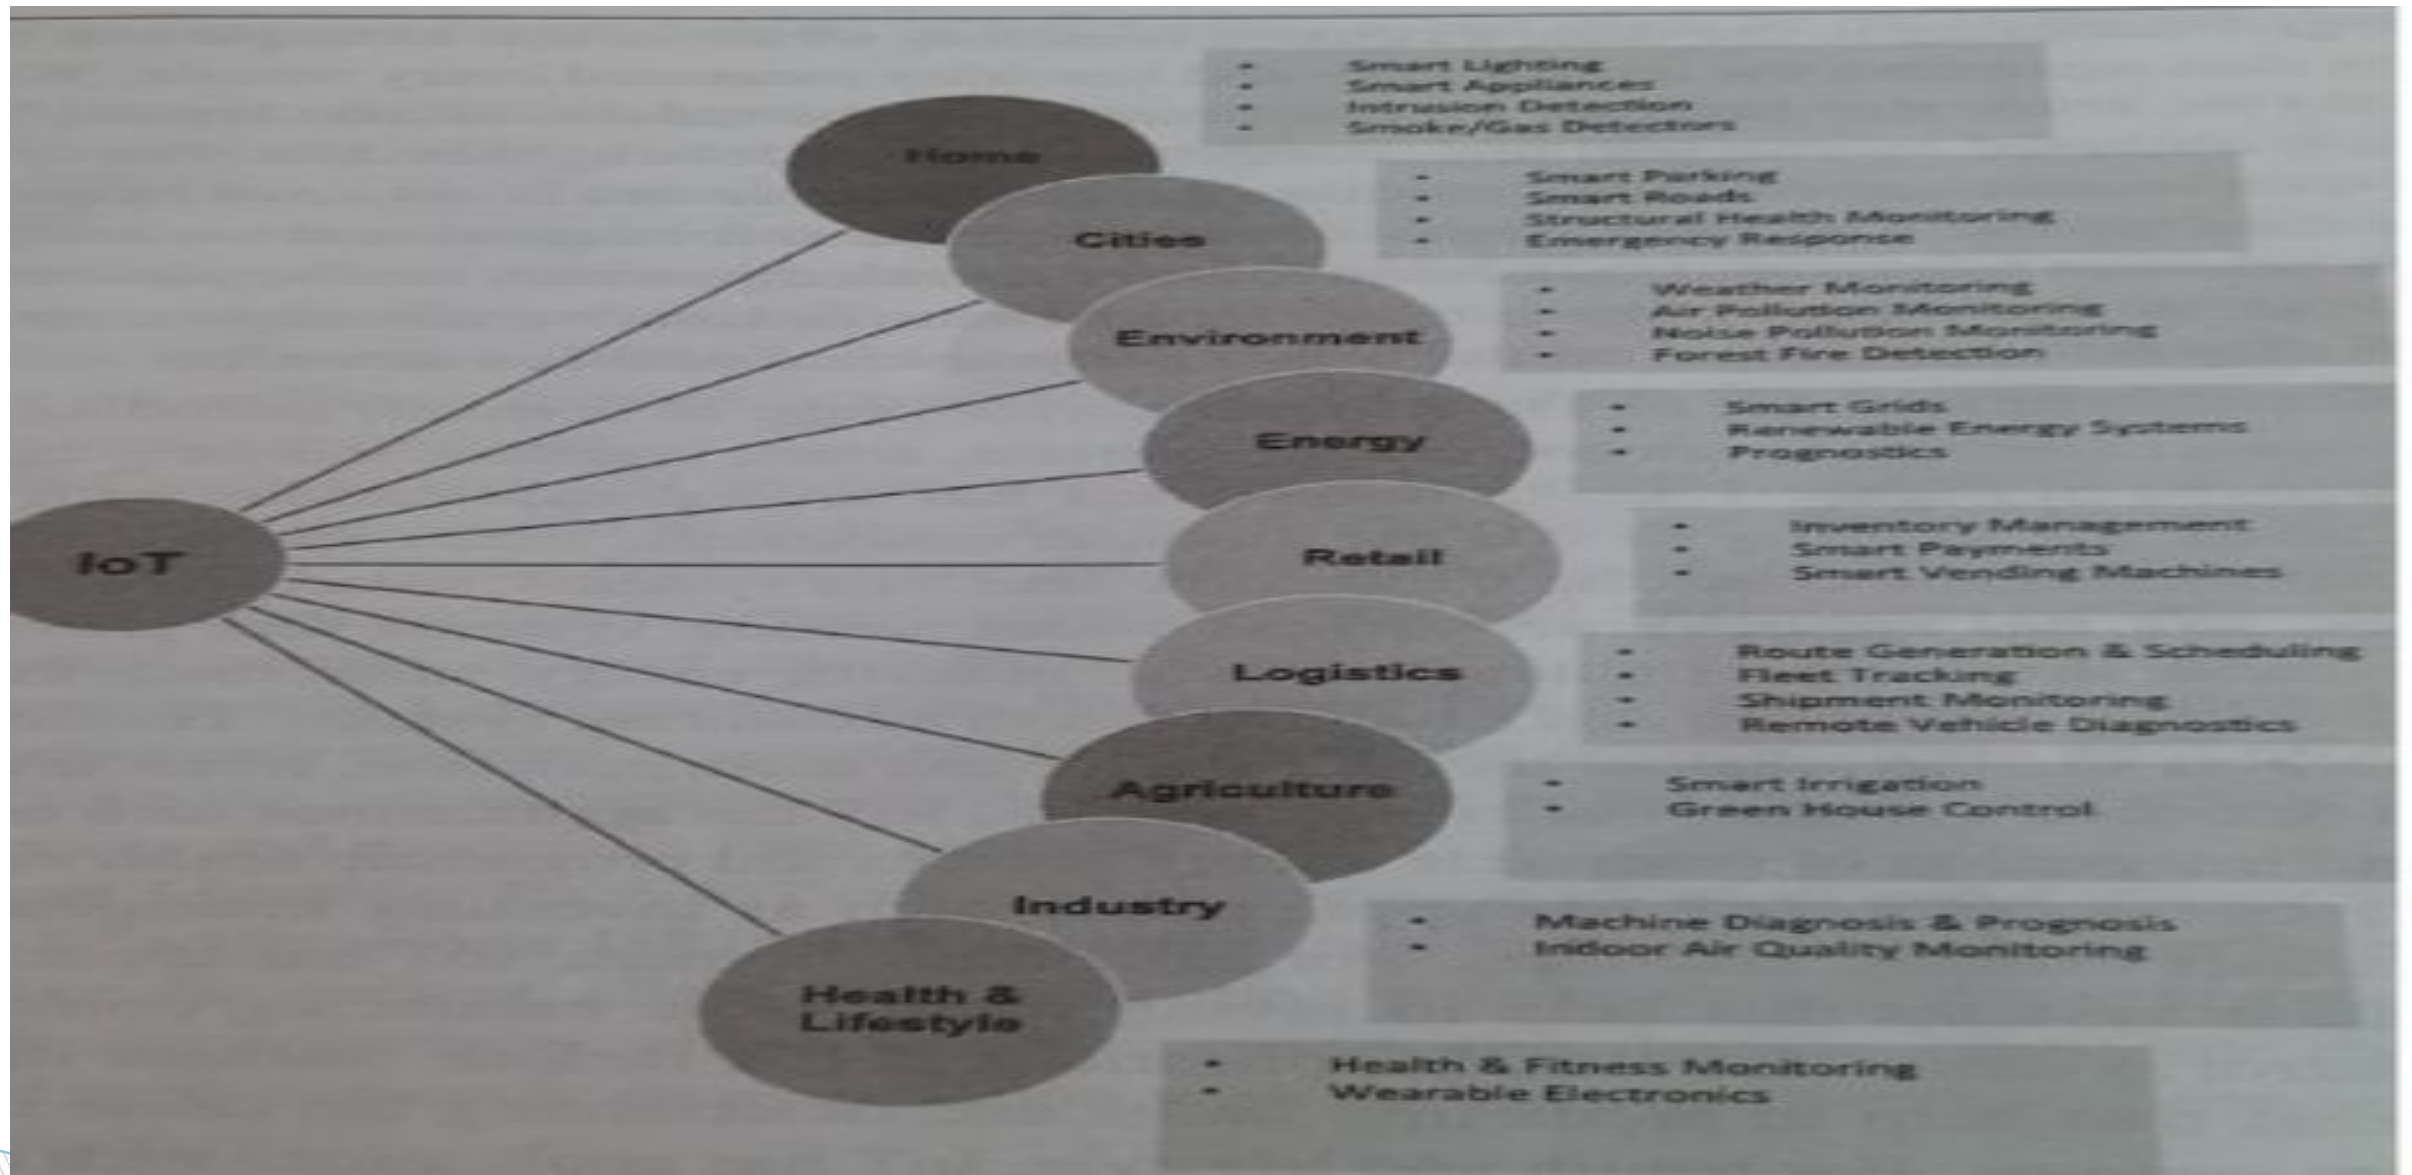 Smart Lighting
Smart Appliances
Intrusion Detection
Smoke/Gas Detectors
Home
Smart Parking
Smart Roads
Structural Health Monitoring
Emergency Response
Cities
Weather Monitoring
Air Pollution Monitoring
Noise Pollution Monitoring
Forest Fire Detection
Environment
Smart Grids
Renewable Energy Systems
Prognostics
Energy
Inventory Management
Smart Payments
Smart Vending Machines
Retail
IoT
Route Generation & Scheduling
Fleet Tracking
Shipment Monitoring
Remote Vehicle Diagnostics
Logistics
Smart Irrigation
Green House Control
Agriculture
Machine Diagnosis & Prognosis
Indoor Air Quality Monitoring
Industry
Health &
Lifestyle
Health & Fitness Monitoring
Wearable Electronics